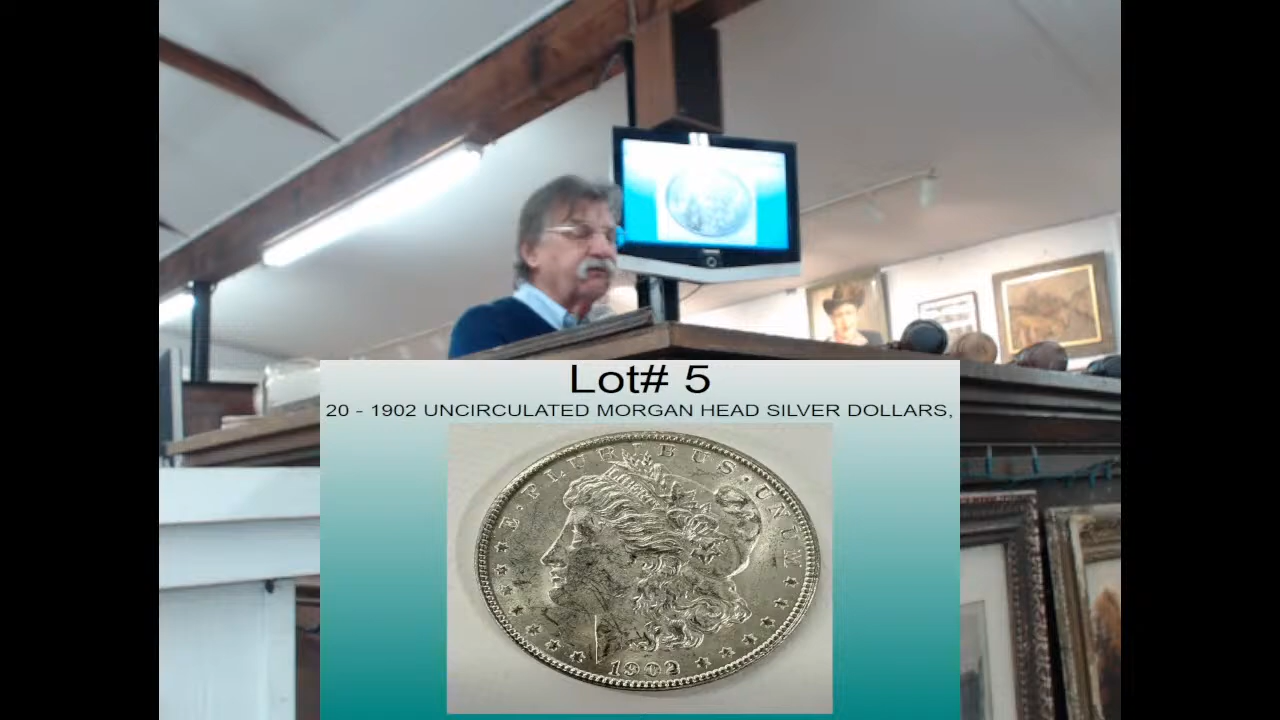 Lot# 5
20 - 1902 UNCIRCULATED MORGAN HEAD SILVER DOLLARS,
E·PLURIBUS·UNUM
1902